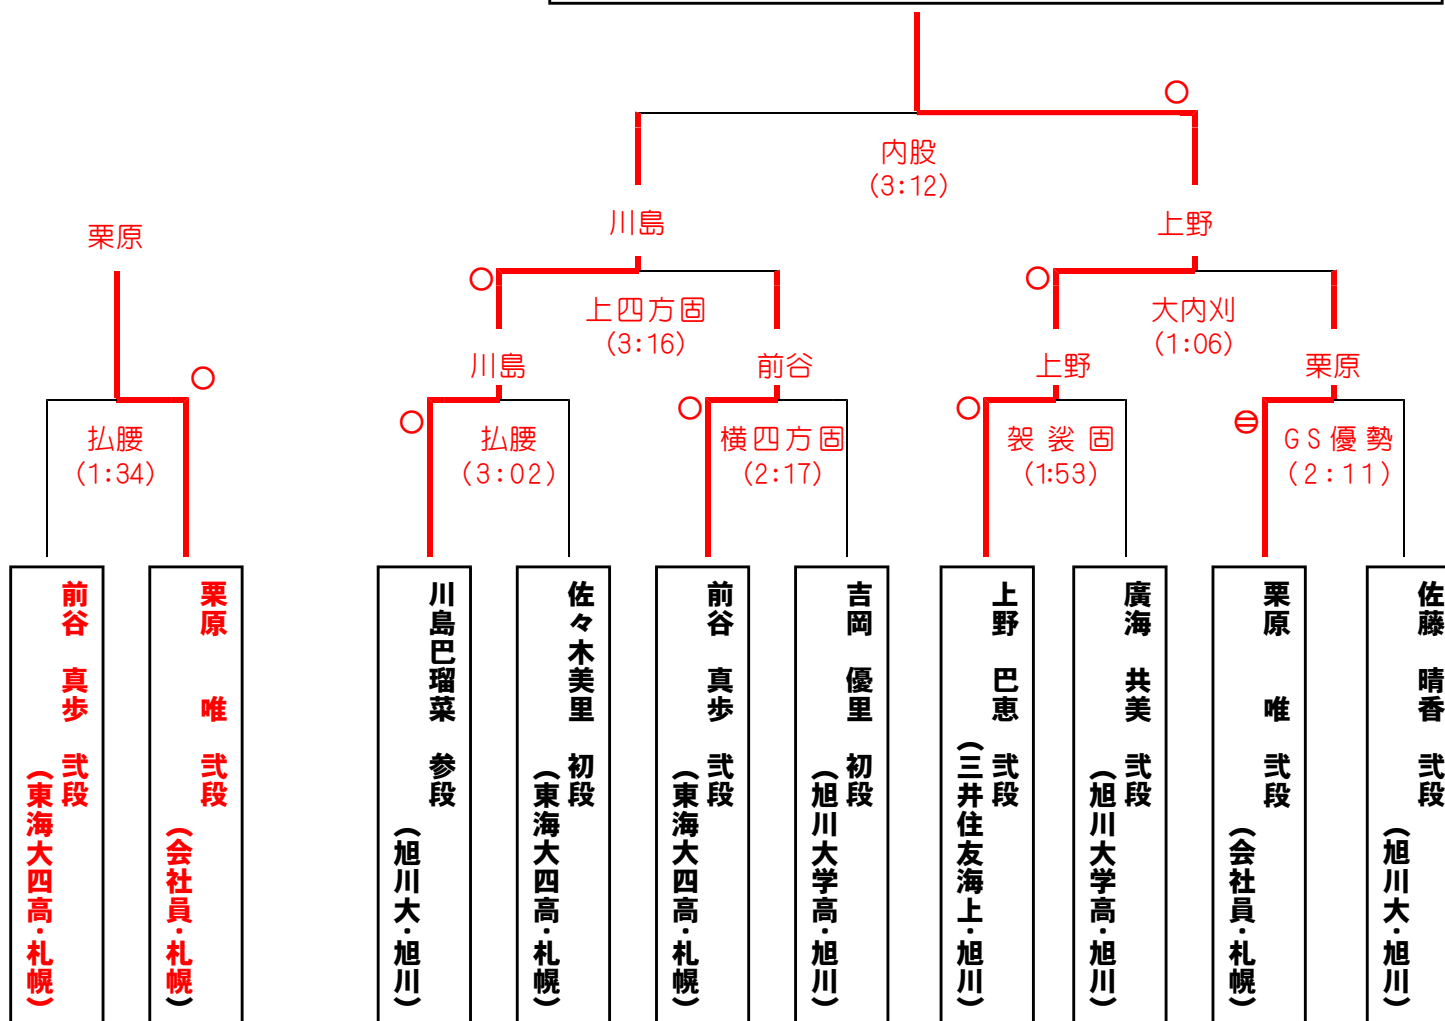 内股
(3:12)
栗原
川島
上野
上四方固
(3:16)
大内刈
(1:06)
川島
前谷
上野
栗原
払腰
(1:34)
払腰
(3:02)
横四方固
(2:17)
袈裟固
(1:53)
GS優勢
(2:11)
前谷 真歩 弐段
(東海大四高・札幌)
栗原 唯 弐段
(会社員・札幌)
川島巴瑠菜 参段
(旭川大・旭川)
佐々木美里 初段
(東海大四高・札幌)
前谷 真歩 弐段
(東海大四高・札幌)
吉岡 優里 初段
(旭川大学高・旭川)
上野 巴恵 弐段
(三井住友海上・旭川)
廣海 共美 弐段
(旭川大学高・旭川)
栗原 唯 弐段
(会社員・札幌)
佐藤 晴香 弐段
(旭川大・旭川)